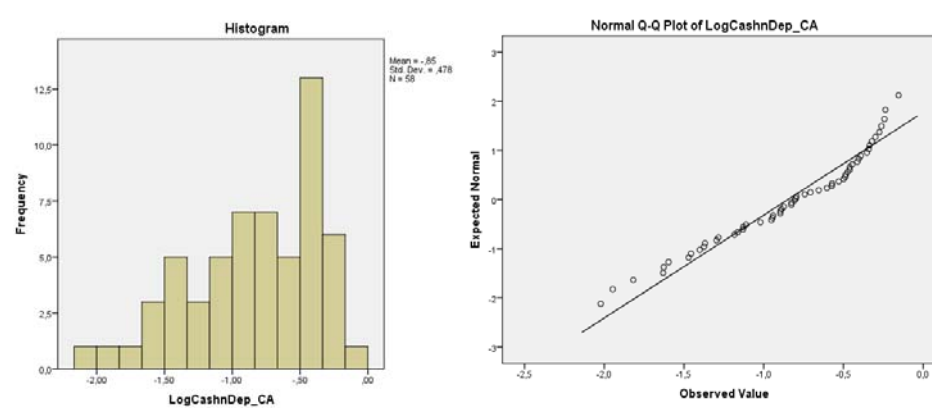 Histogram
Mean = -,85
Std. Dev. = ,478
N = 58
12,5
10,0
7,5
5,0
2,5
0,0
Frequency
-2,00 -1,50 -1,00 -,50 ,00
LogCashnDep_CA
Normal Q-Q Plot of LogCashnDep_CA
3
2
1
0
-1
-2
-3
Expected Normal
-2,5 -2,0 -1,5 -1,0 -0,5 0,0
Observed Value